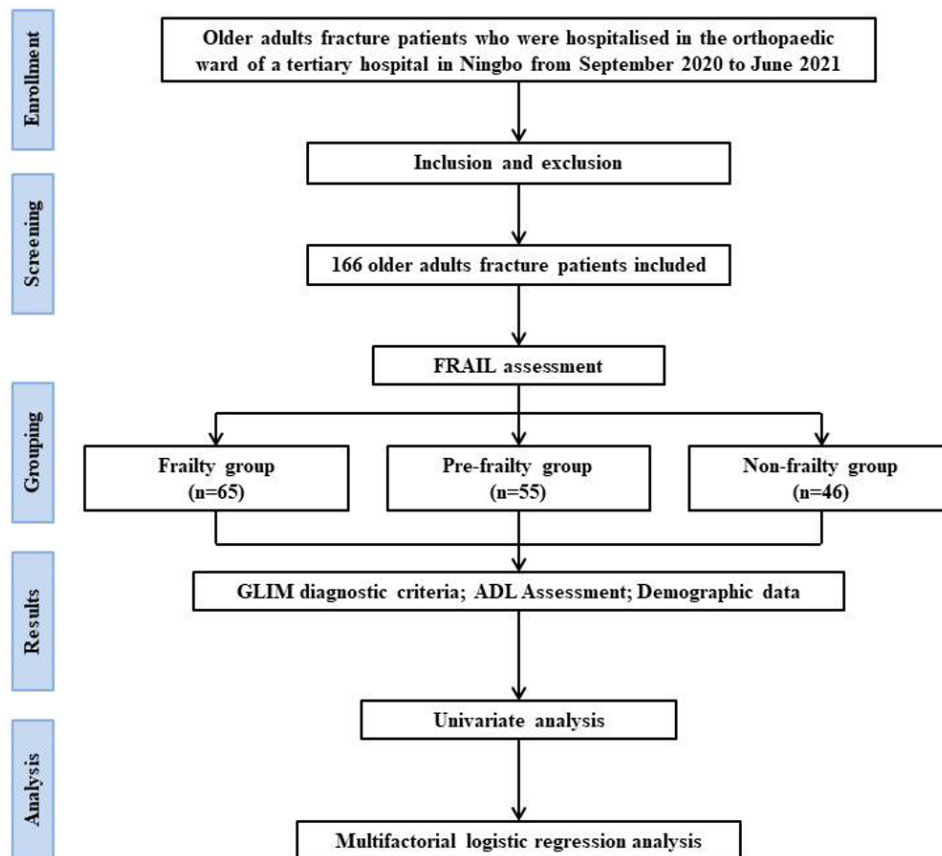 Enrollment
Older adults fracture patients who were hospitalised in the orthopaedic
ward of a tertiary hospital in Ningbo from September 2020 to June 2021
Inclusion and exclusion
Screening
166 older adults fracture patients included
FRAIL assessment
Grouping
Frailty group
(n=65)
Pre-frailty group
(n=55)
Non-frailty group
(n=46)
Results
GLIM diagnostic criteria; ADL Assessment; Demographic data
Univariate analysis
Analysis
Multifactorial logistic regression analysis